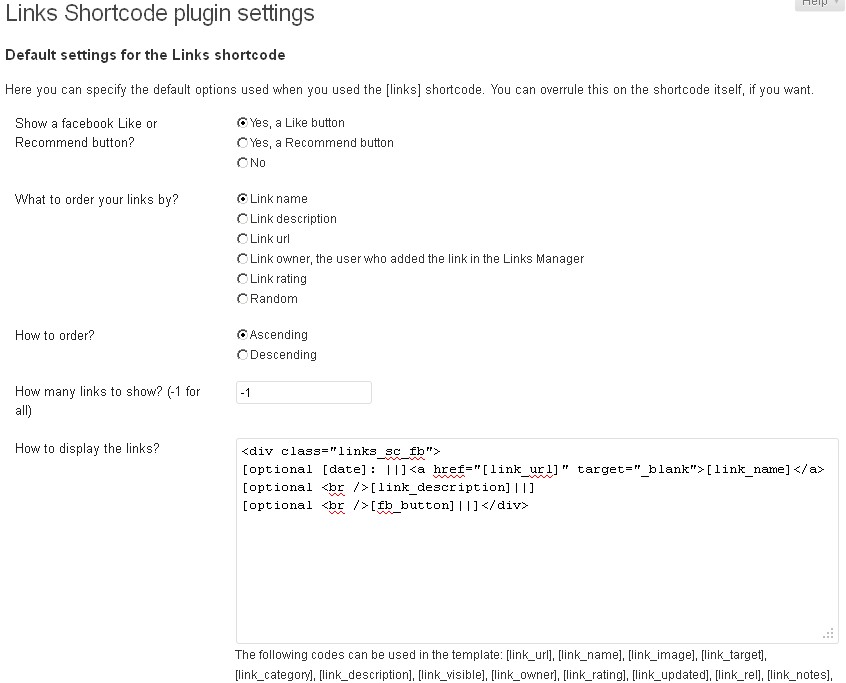 Links Shortcode plugin settings
Help
Default settings for the Links shortcode
Here you can specify the default options used when you used the [links] shortcode. You can overrule this on the shortcode itself, if you want.
Show a facebook Like or
Recommend button?
Yes, a Like button
Yes, a Recommend button
No
What to order your links by?
Link name
Link description
Link url
Link owner, the user who added the link in the Links Manager
Link rating
Random
How to order?
Ascending
Descending
How many links to show? (-1 for
all)
-1
How to display the links?
<div class="links_sc_fb">
[optional [date]: ||]<a href="[link_url]" target="_blank">[link_name]</a>
[optional <br />[link_description]||]
[optional <br />[fb_button]||]</div>
The following codes can be used in the template: [link_url], [link_name], [link_image], [link_target],
[link_category], [link_description], [link_visible], [link_owner], [link_rating], [link_updated], [link_rel], [link_notes],